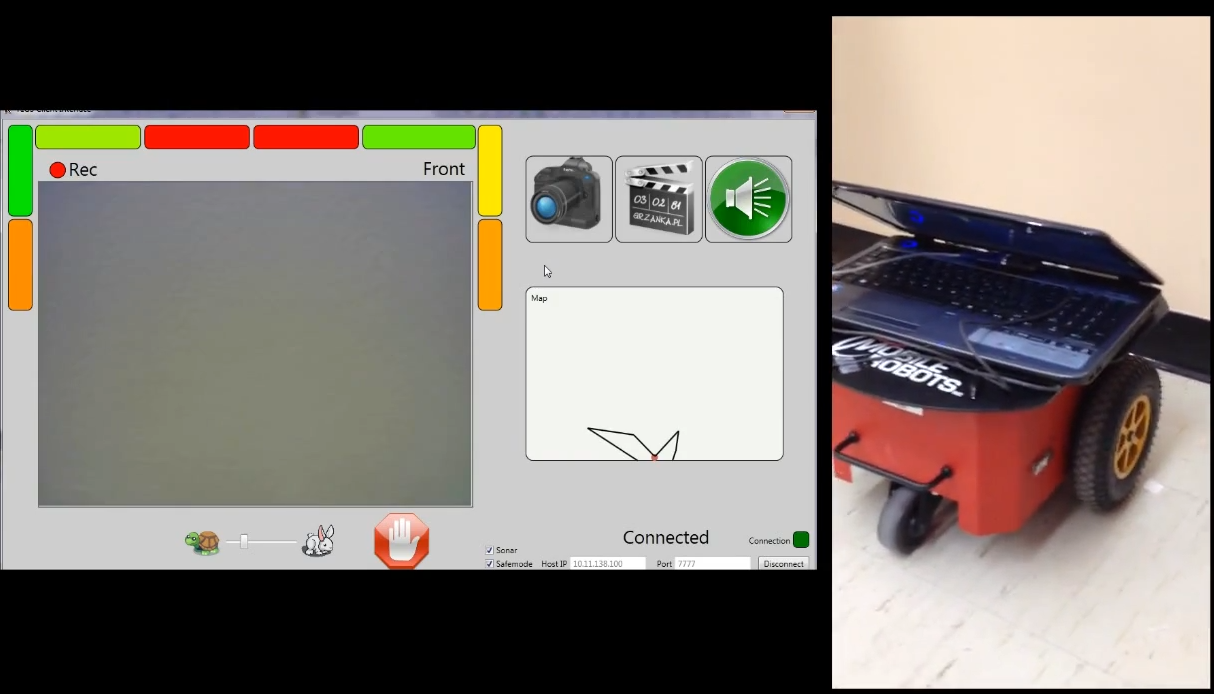 Rec
Front
03 02 81
GRZANKA.PL
Map
Connected
Connection
Sonar
Safemode
Host IP
10.11.138.100
Port
7777
Disconnect
MOBILE
ROBOTS